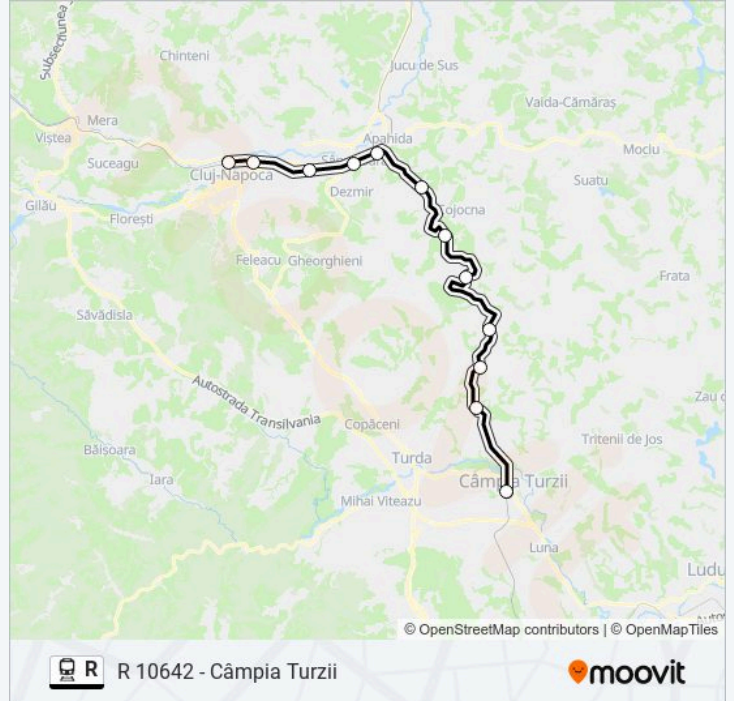 Subsecțiunea
Chinteni
Jucu de Sus
Vaida-Cămăraș
Mera
Viștea
Apahida
Mociu
Suceagu
Cluj-Napoca
Dezmir
Suatu
Gilău
Florești
Cojocna
Feleacu
Gheorghieni
Frata
Săvădisla
Autostrada Transilvania
Zau
Copăceni
Tritenii de Jos
Băișoara
Turda
Iara
Câmpia Turzii
Mihai Viteazu
Luna
Ludu
© OpenStreetMap contributors | © OpenMapTiles
R R 10642 - Câmpia Turzii
moovit